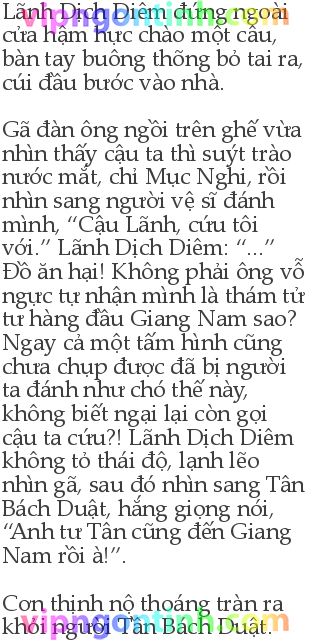 Lãnh Dịch Diêm đứng ngoài
cửa hậm hực chào một câu,
bàn tay buông thõng bỏ tai ra,
cúi đầu bước vào nhà.
Gã đàn ông ngồi trên ghế vừa
nhìn thấy cậu ta thì suýt trào
nước mắt, chỉ Mục Nghi, rồi
nhìn sang người vệ sĩ đánh
mình, “Cậu Lãnh, cứu tôi
với.” Lãnh Dịch Diêm: “...”
Đồ ăn hại! Không phải ông vỗ
ngực tự nhận mình là thám tử
tư hàng đầu Giang Nam sao?
Ngay cả một tấm hình cũng
chưa chụp được đã bị người
ta đánh như chó thế này,
không biết ngại lại còn gọi
cậu ta cứu?! Lãnh Dịch Diêm
không tỏ thái độ, lạnh lẽo
nhìn gã, sau đó nhìn sang Tân
Bách Duật, hắng giọng nói,
“Anh tư Tân cũng đến Giang
Nam rồi à!”.
Cơn thịnh nộ thoáng tràn ra
khỏi người Tân Bách Duật.
vipngontinh.com
vipngontinh.com